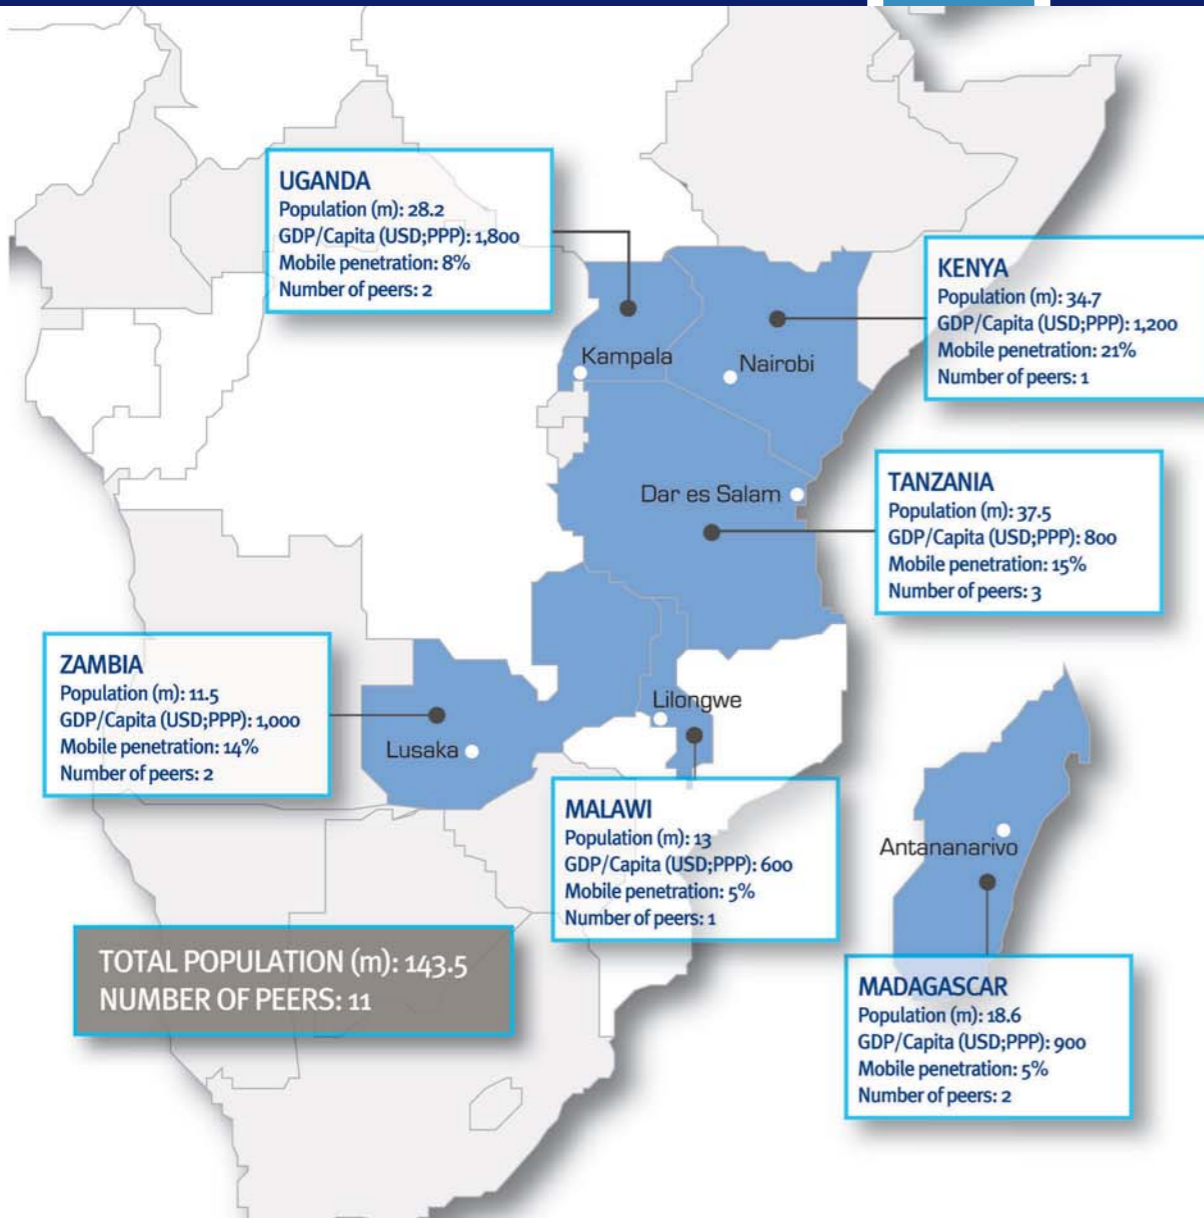 UGANDA
Population (m): 28.2
GDP/Capita (USD;PPP): 1,800
Mobile penetration: 8%
Number of peers: 2
KENYA
Population (m): 34.7
GDP/Capita (USD;PPP): 1,200
Mobile penetration: 21%
Number of peers: 1
Kampala
Nairobi
TANZANIA
Population (m): 37.5
GDP/Capita (USD;PPP): 800
Mobile penetration: 15%
Number of peers: 3
Dar es Salam
ZAMBIA
Population (m): 11.5
GDP/Capita (USD;PPP): 1,000
Mobile penetration: 14%
Number of peers: 2
Lilongwe
Lusaka
MALAWI
Population (m): 13
GDP/Capita (USD;PPP): 600
Mobile penetration: 5%
Number of peers: 1
Antananarivo
TOTAL POPULATION (m): 143.5
NUMBER OF PEERS: 11
MADAGASCAR
Population (m): 18.6
GDP/Capita (USD;PPP): 900
Mobile penetration: 5%
Number of peers: 2